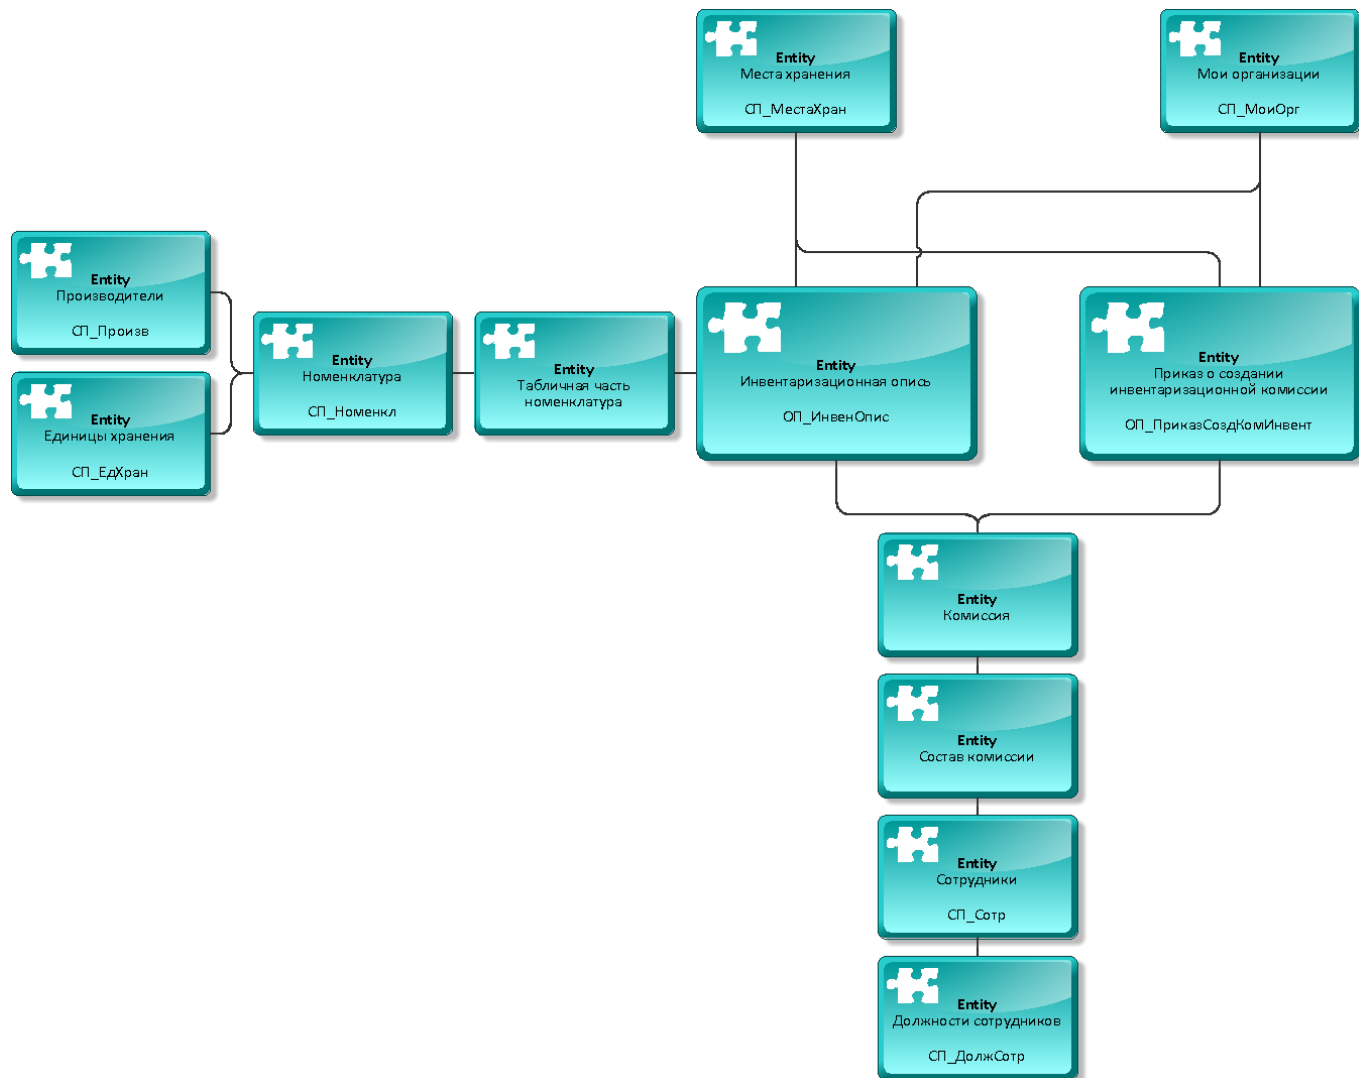 Entity
Места хранения
СП_МестаХран
Entity
Мои организации
СП_МоиОрг
Entity
Производители
СП_Произв
Entity
Единицы хранения
СП_ЕдХран
Entity
Номенклатура
СП_Номенкл
Entity
Табличная часть
номенклатура
Entity
Инвентаризационная опись
ОП_ИнвенОпис
Entity
Приказ о создании
инвентаризационной комиссии
ОП_ПриказСоздКомИнвент
Entity
Комиссия
Entity
Состав комиссии
Entity
Сотрудники
СП_Сотр
Entity
Должности сотрудников
СП_ДолжСотр